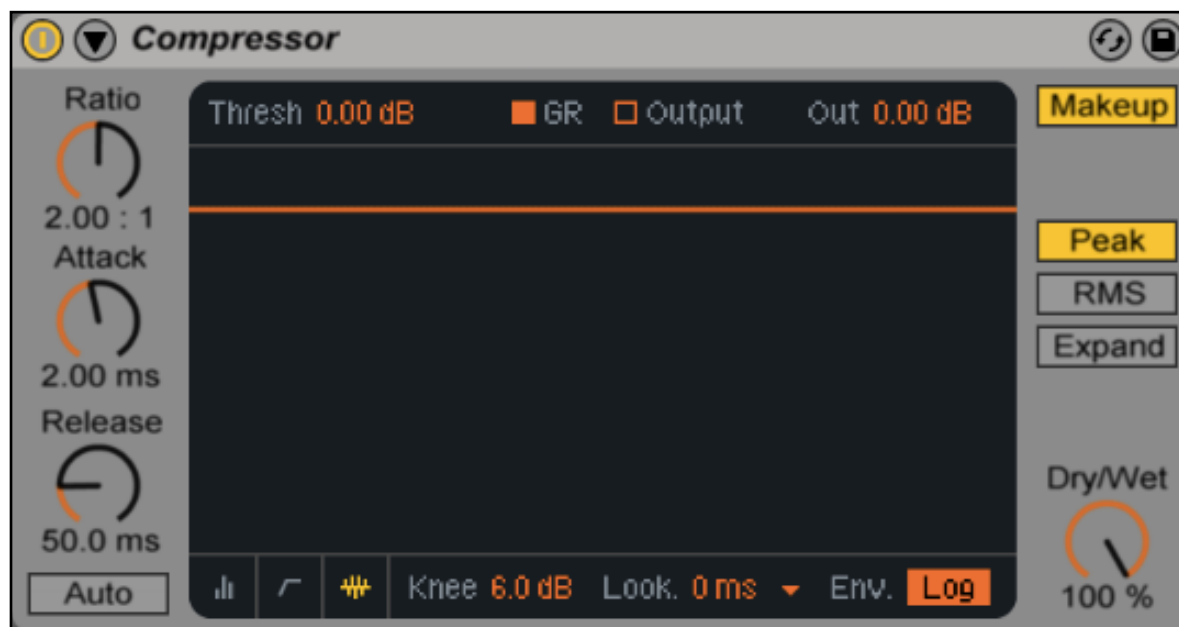 Compressor
Ratio
2.00 : 1
Attack
2.00 ms
Release
50.0 ms
Auto
Thresh 0.00 dB GR Output Out 0.00 dB
Knee 6.0 dB Look. 0 ms Env. Log
Makeup
Peak
RMS
Expand
Dry/Wet
100 %